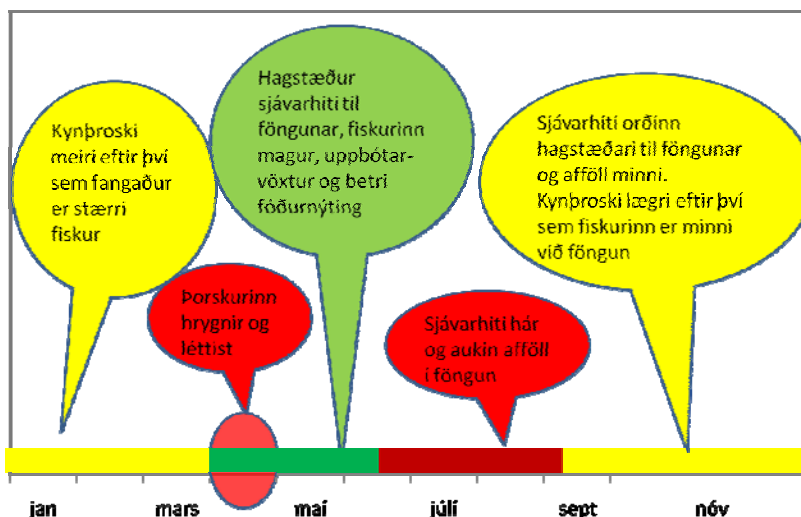 Kynþroski
meiri eftir því
sem fangaður
er stærri
fiskur
Hagstæður
sjávarhiti til
föngunar, fiskurinn
magur, uppbótar-
vöxtur og betri
fóðurnýting
Sjávarhiti orðinn
hagstæðari til föngunar
og afföll minni.
Kynþroski lægri eftir því
sem fiskurinn er minni
við föngun
Þorskurinn
hrygnir og
léttist
Sjávarhiti hár
og aukin afföll
í föngun
jan mars maí júlí sept nóv